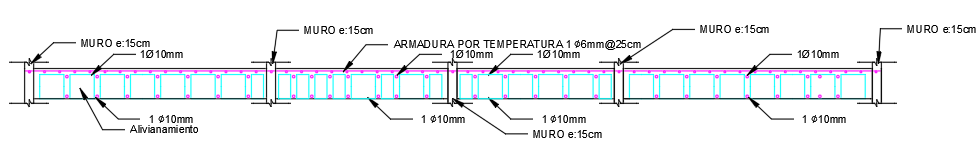 MURO e:15cm
MURO e:15cm
MURO e:15cm
MURO e:15cm
ARMADURA POR TEMPERATURA 1 ϕ6mm@25cm
1Ø10mm
1Ø10mm
1Ø10mm
1Ø10mm
1 ϕ10mm
1 ϕ10mm
1 ϕ10mm
1 ϕ10mm
Alivianamiento
MURO e:15cm